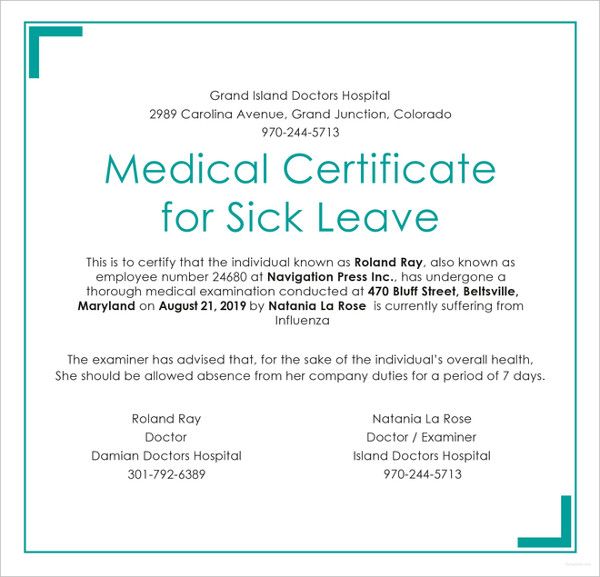 Grand Island Doctors Hospital
2989 Carolina Avenue, Grand Junction, Colorado
970-244-5713
Medical Certificate
for Sick Leave
This is to certify that the individual known as Roland Ray, also known as
employee number 24680 at Navigation Press Inc., has undergone a
thorough medical examination conducted at 470 Bluff Street, Beltsville,
Maryland on August 21, 2019 by Natania La Rose is currently suffering from
Influenza
The examiner has advised that, for the sake of the individual's overall health,
She should be allowed absence from her company duties for a period of 7 days.
Roland Ray
Doctor
Damian Doctors Hospital
301-792-6389
Natania La Rose
Doctor / Examiner
Island Doctors Hospital
970-244-5713